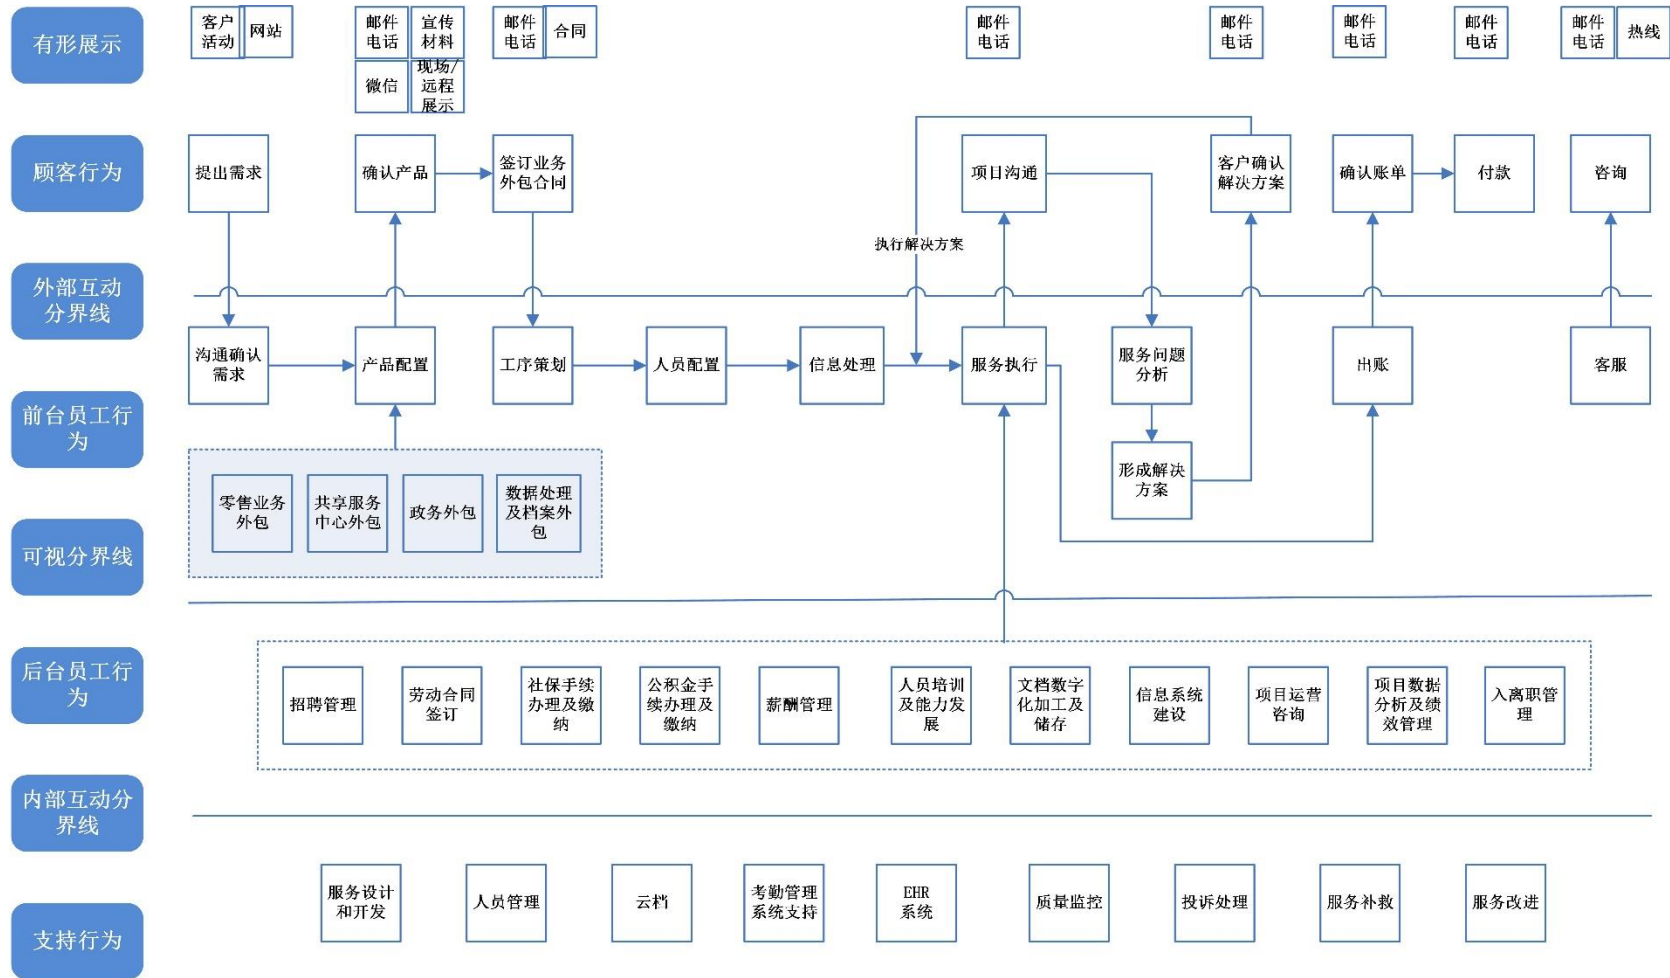 有形展示
客户
活动
网站
邮件
电话
宣传
材料
微信
现场/
远程
展示
邮件
电话
合同
邮件
电话
邮件
电话
邮件
电话
邮件
电话
邮件
电话
热线
顾客行为
提出需求
确认产品
签订业务
外包合同
项目沟通
客户确认
解决方案
确认账单
付款
咨询
执行解决方案
外部互动
分界线
沟通确认
需求
产品配置
工序策划
人员配置
信息处理
服务执行
服务问题
分析
出账
客服
前台员工行
为
形成解决
方案
零售业务
外包
共享服务
中心外包
政务外包
数据处理
及档案外
包
可视分界线
后台员工行
为
招聘管理
劳动合同
签订
社保手续
办理及缴
纳
公积金手
续办理及
缴纳
薪酬管理
人员培训
及能力发
展
文档数字
化加工及
储存
信息系统
建设
项目运营
咨询
项目数据
分析及绩
效管理
入离职管
理
内部互动分
界线
支持行为
服务设计
和开发
人员管理
云档
考勤管理
系统支持
EHR
系统
质量监控
投诉处理
服务补救
服务改进